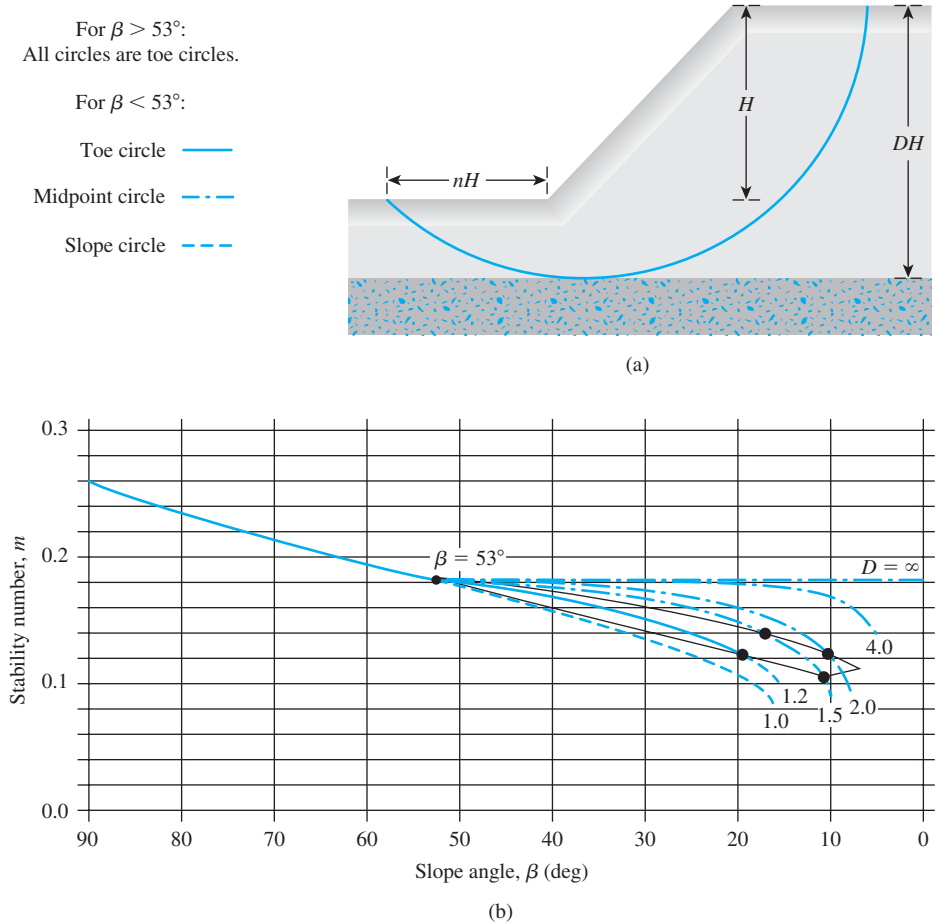 For β > 53°:
All circles are toe circles.
For β < 53°:
Toe circle
Midpoint circle
Slope circle
nH
H
DH
(a)
Stability number, m
0.3
0.2
0.1
0.0
β = 53°
D = ∞
4.0
1.2
1.0
1.5
2.0
90
80
70
60
50
40
30
20
10
0
Slope angle, β (deg)
(b)